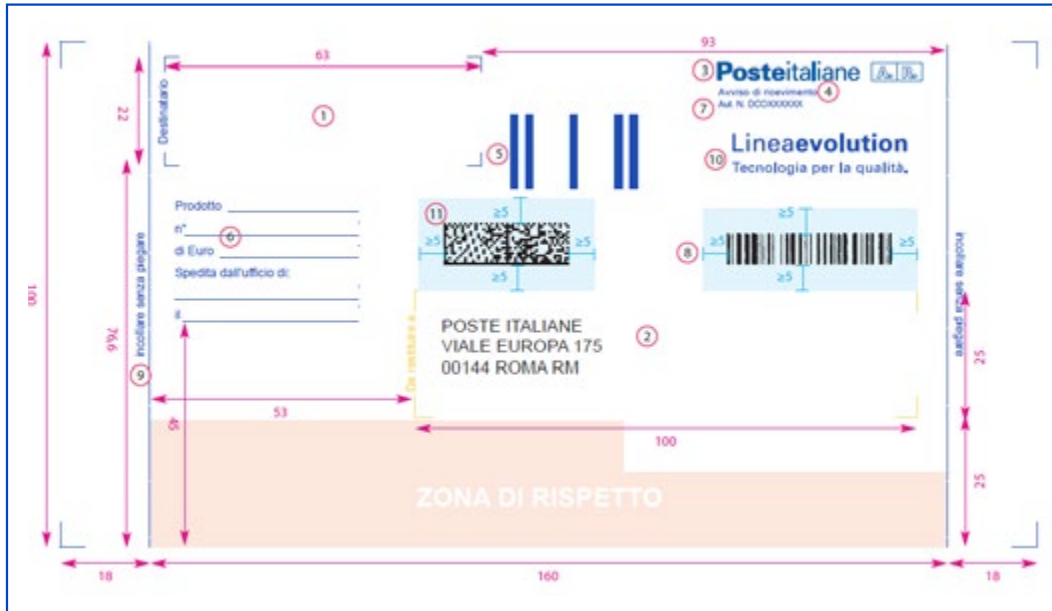 63
93
3 Posteitaliane A. R.
Avviso di ricevimento 4
7 Aut. N. DCOXXXXXX
22
Destinatario
1
5
Lineaevolution
10
Tecnologia per la qualità.
Prodotto
n°
6
di Euro
Spedita dall'ufficio di:
il
11
≥5
≥5
≥5
≥5
8
≥5
≥5
≥5
≥5
100
76,6
incollare senza piegare
9
incollare senza piegare
Da restituire a
POSTE ITALIANE
VIALE EUROPA 175
00144 ROMA RM
2
25
53
45
100
25
ZONA DI RISPETTO
18
160
18